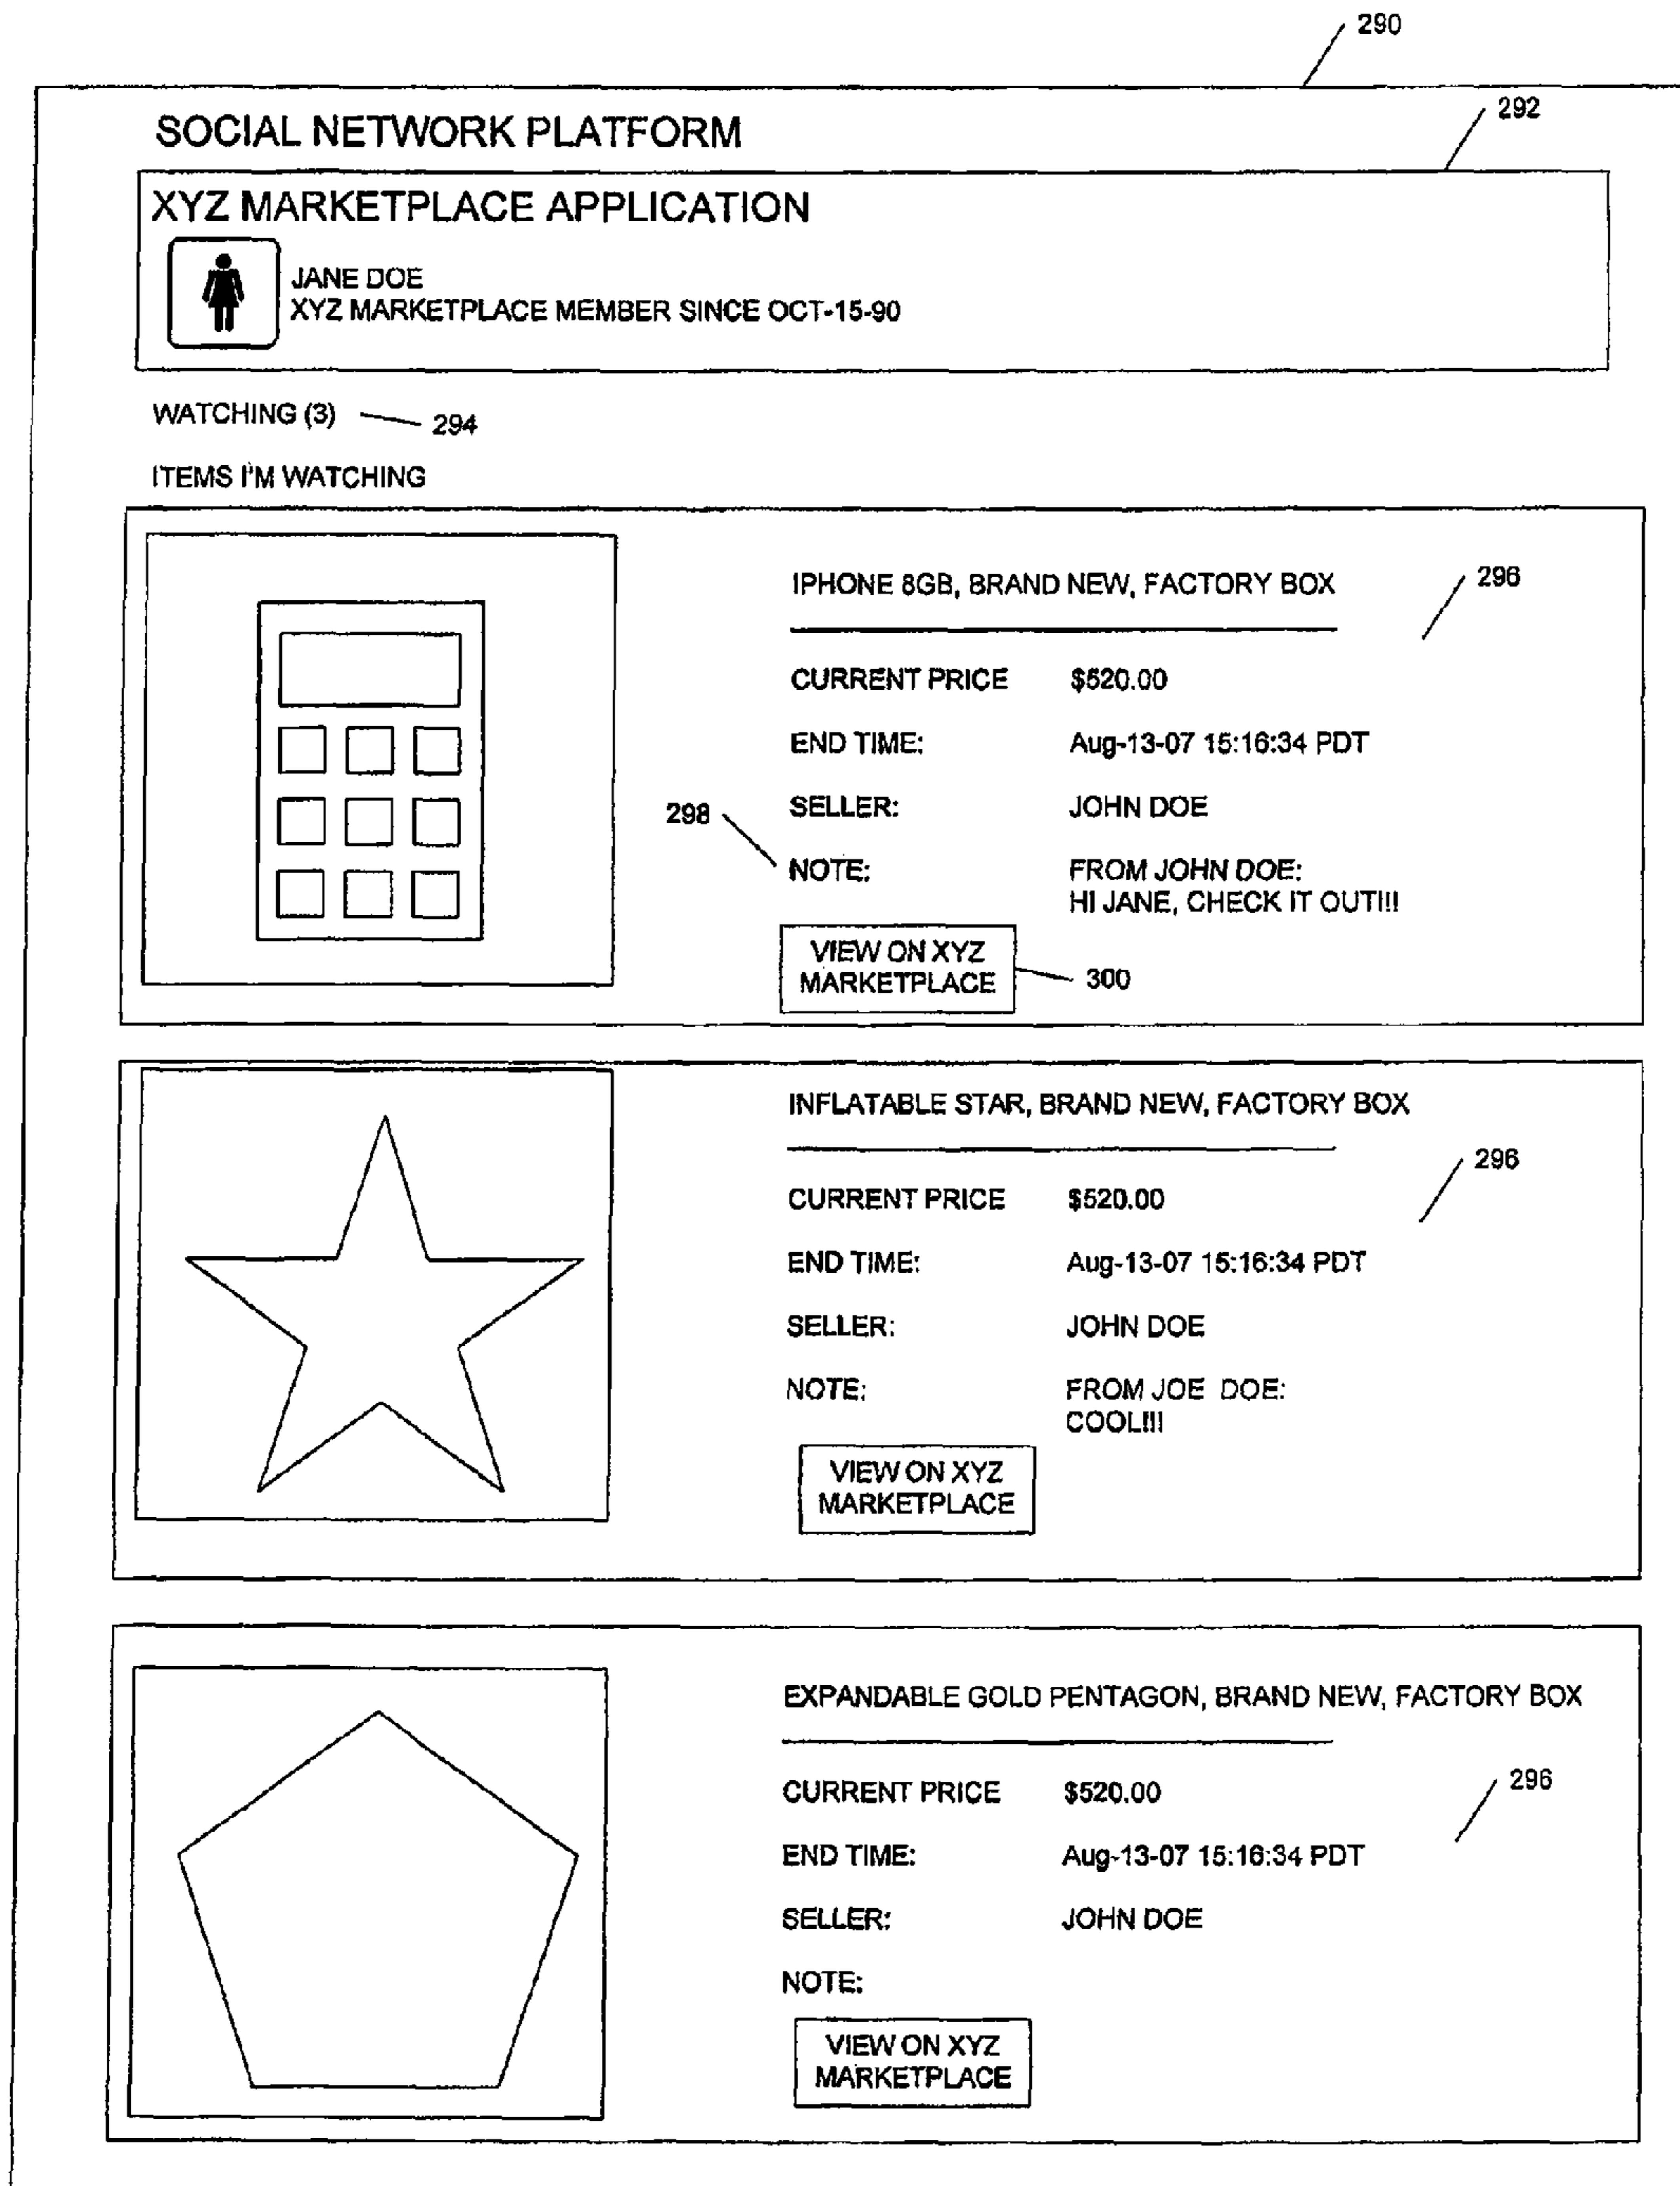 290
SOCIAL NETWORK PLATFORM
292
XYZ MARKETPLACE APPLICATION
JANE DOE
XYZ MARKETPLACE MEMBER SINCE OCT-15-90
WATCHING (3)
294
ITEMS I'M WATCHING
IPHONE 8GB, BRAND NEW, FACTORY BOX
296
CURRENT PRICE $520.00
END TIME: Aug-13-07 15:16:34 PDT
SELLER: JOHN DOE
298
NOTE: FROM JOHN DOE:
HI JANE, CHECK IT OUT!!!
VIEW ON XYZ
MARKETPLACE
300
INFLATABLE STAR, BRAND NEW, FACTORY BOX
296
CURRENT PRICE $520.00
END TIME: Aug-13-07 15:16:34 PDT
SELLER: JOHN DOE
NOTE: FROM JOE DOE:
COOL!!!
VIEW ON XYZ
MARKETPLACE
EXPANDABLE GOLD PENTAGON, BRAND NEW, FACTORY BOX
296
CURRENT PRICE $520.00
END TIME: Aug-13-07 15:16:34 PDT
SELLER: JOHN DOE
NOTE:
VIEW ON XYZ
MARKETPLACE